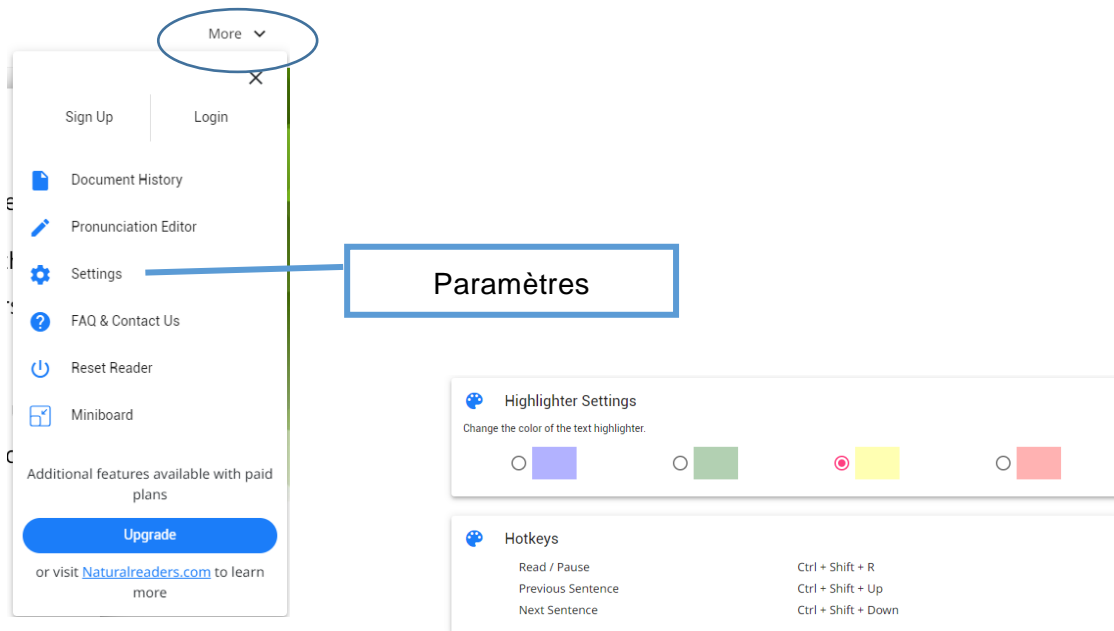 More
Sign Up Login
Document History
Pronunciation Editor
Settings
Paramètres
FAQ & Contact Us
Reset Reader
Miniboard
Additional features available with paid
plans
Upgrade
or visit Naturalreaders.com to learn
more
Highlighter Settings
Change the color of the text highlighter.
Hotkeys
Read / Pause Ctrl + Shift + R
Previous Sentence Ctrl + Shift + Up
Next Sentence Ctrl + Shift + Down